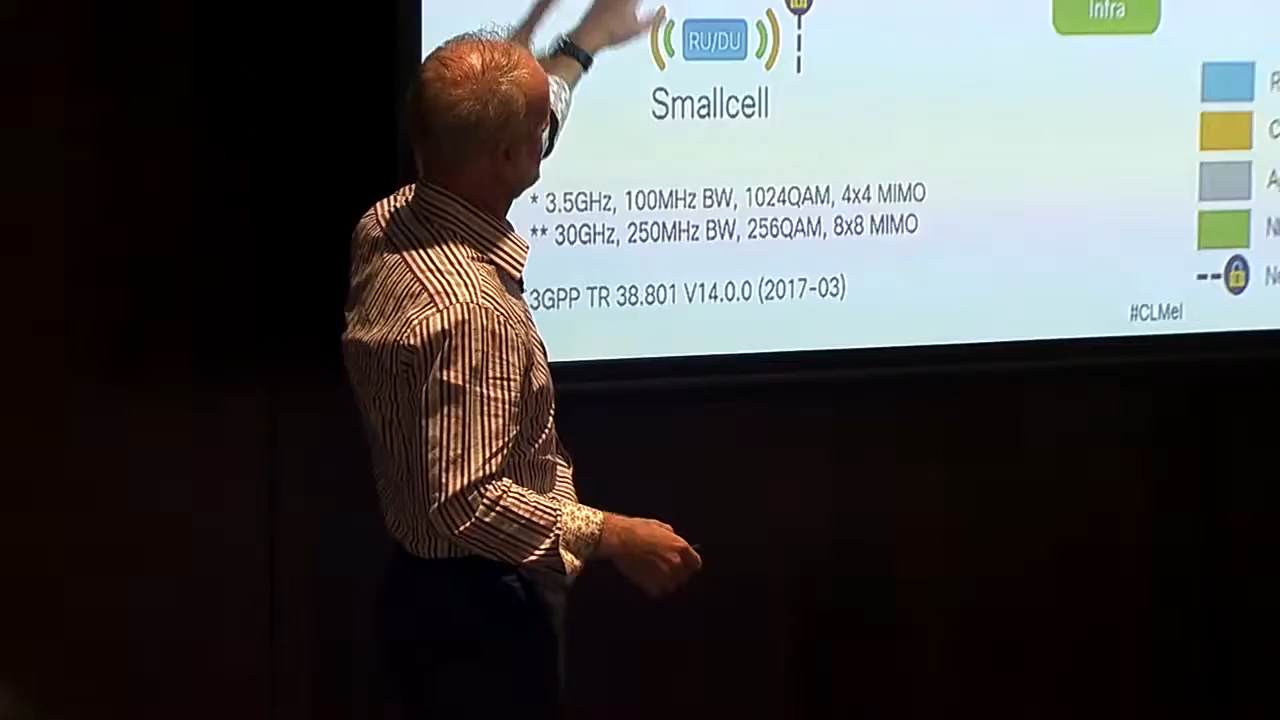 Infra
RU/DU
Smallcell
* 3.5GHz, 100MHz BW, 1024QAM, 4x4 MIMO
** 30GHz, 250MHz BW, 256QAM, 8x8 MIMO
3GPP TR 38.801 V14.0.0 (2017-03)
#CLMel